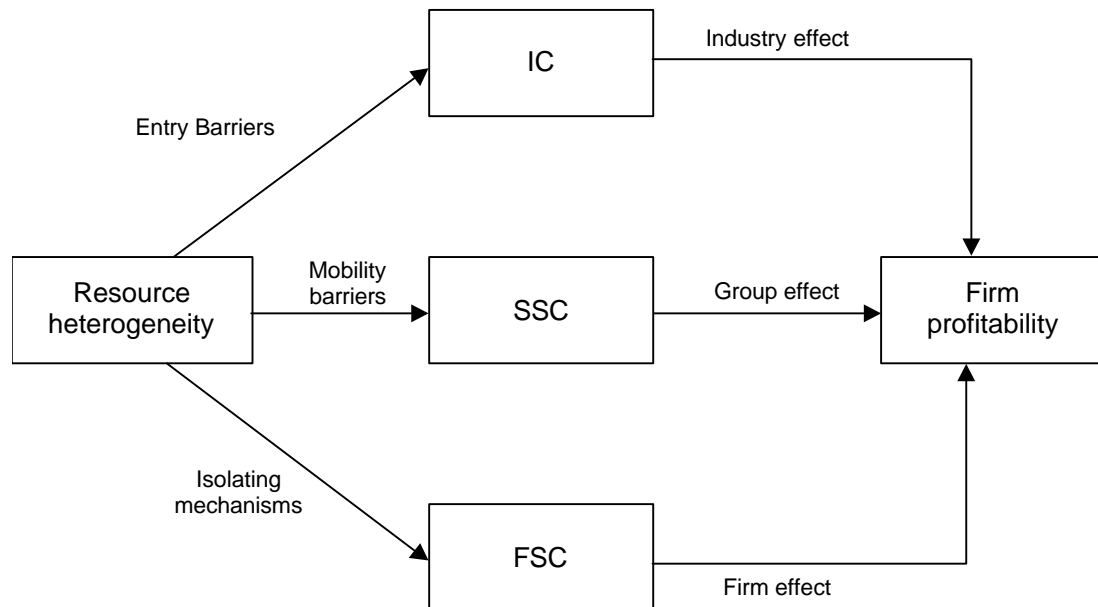 IC
Industry effect
Entry Barriers
Resource
heterogeneity
Mobility
barriers
SSC
Group effect
Firm
profitability
Isolating
mechanisms
FSC
Firm effect